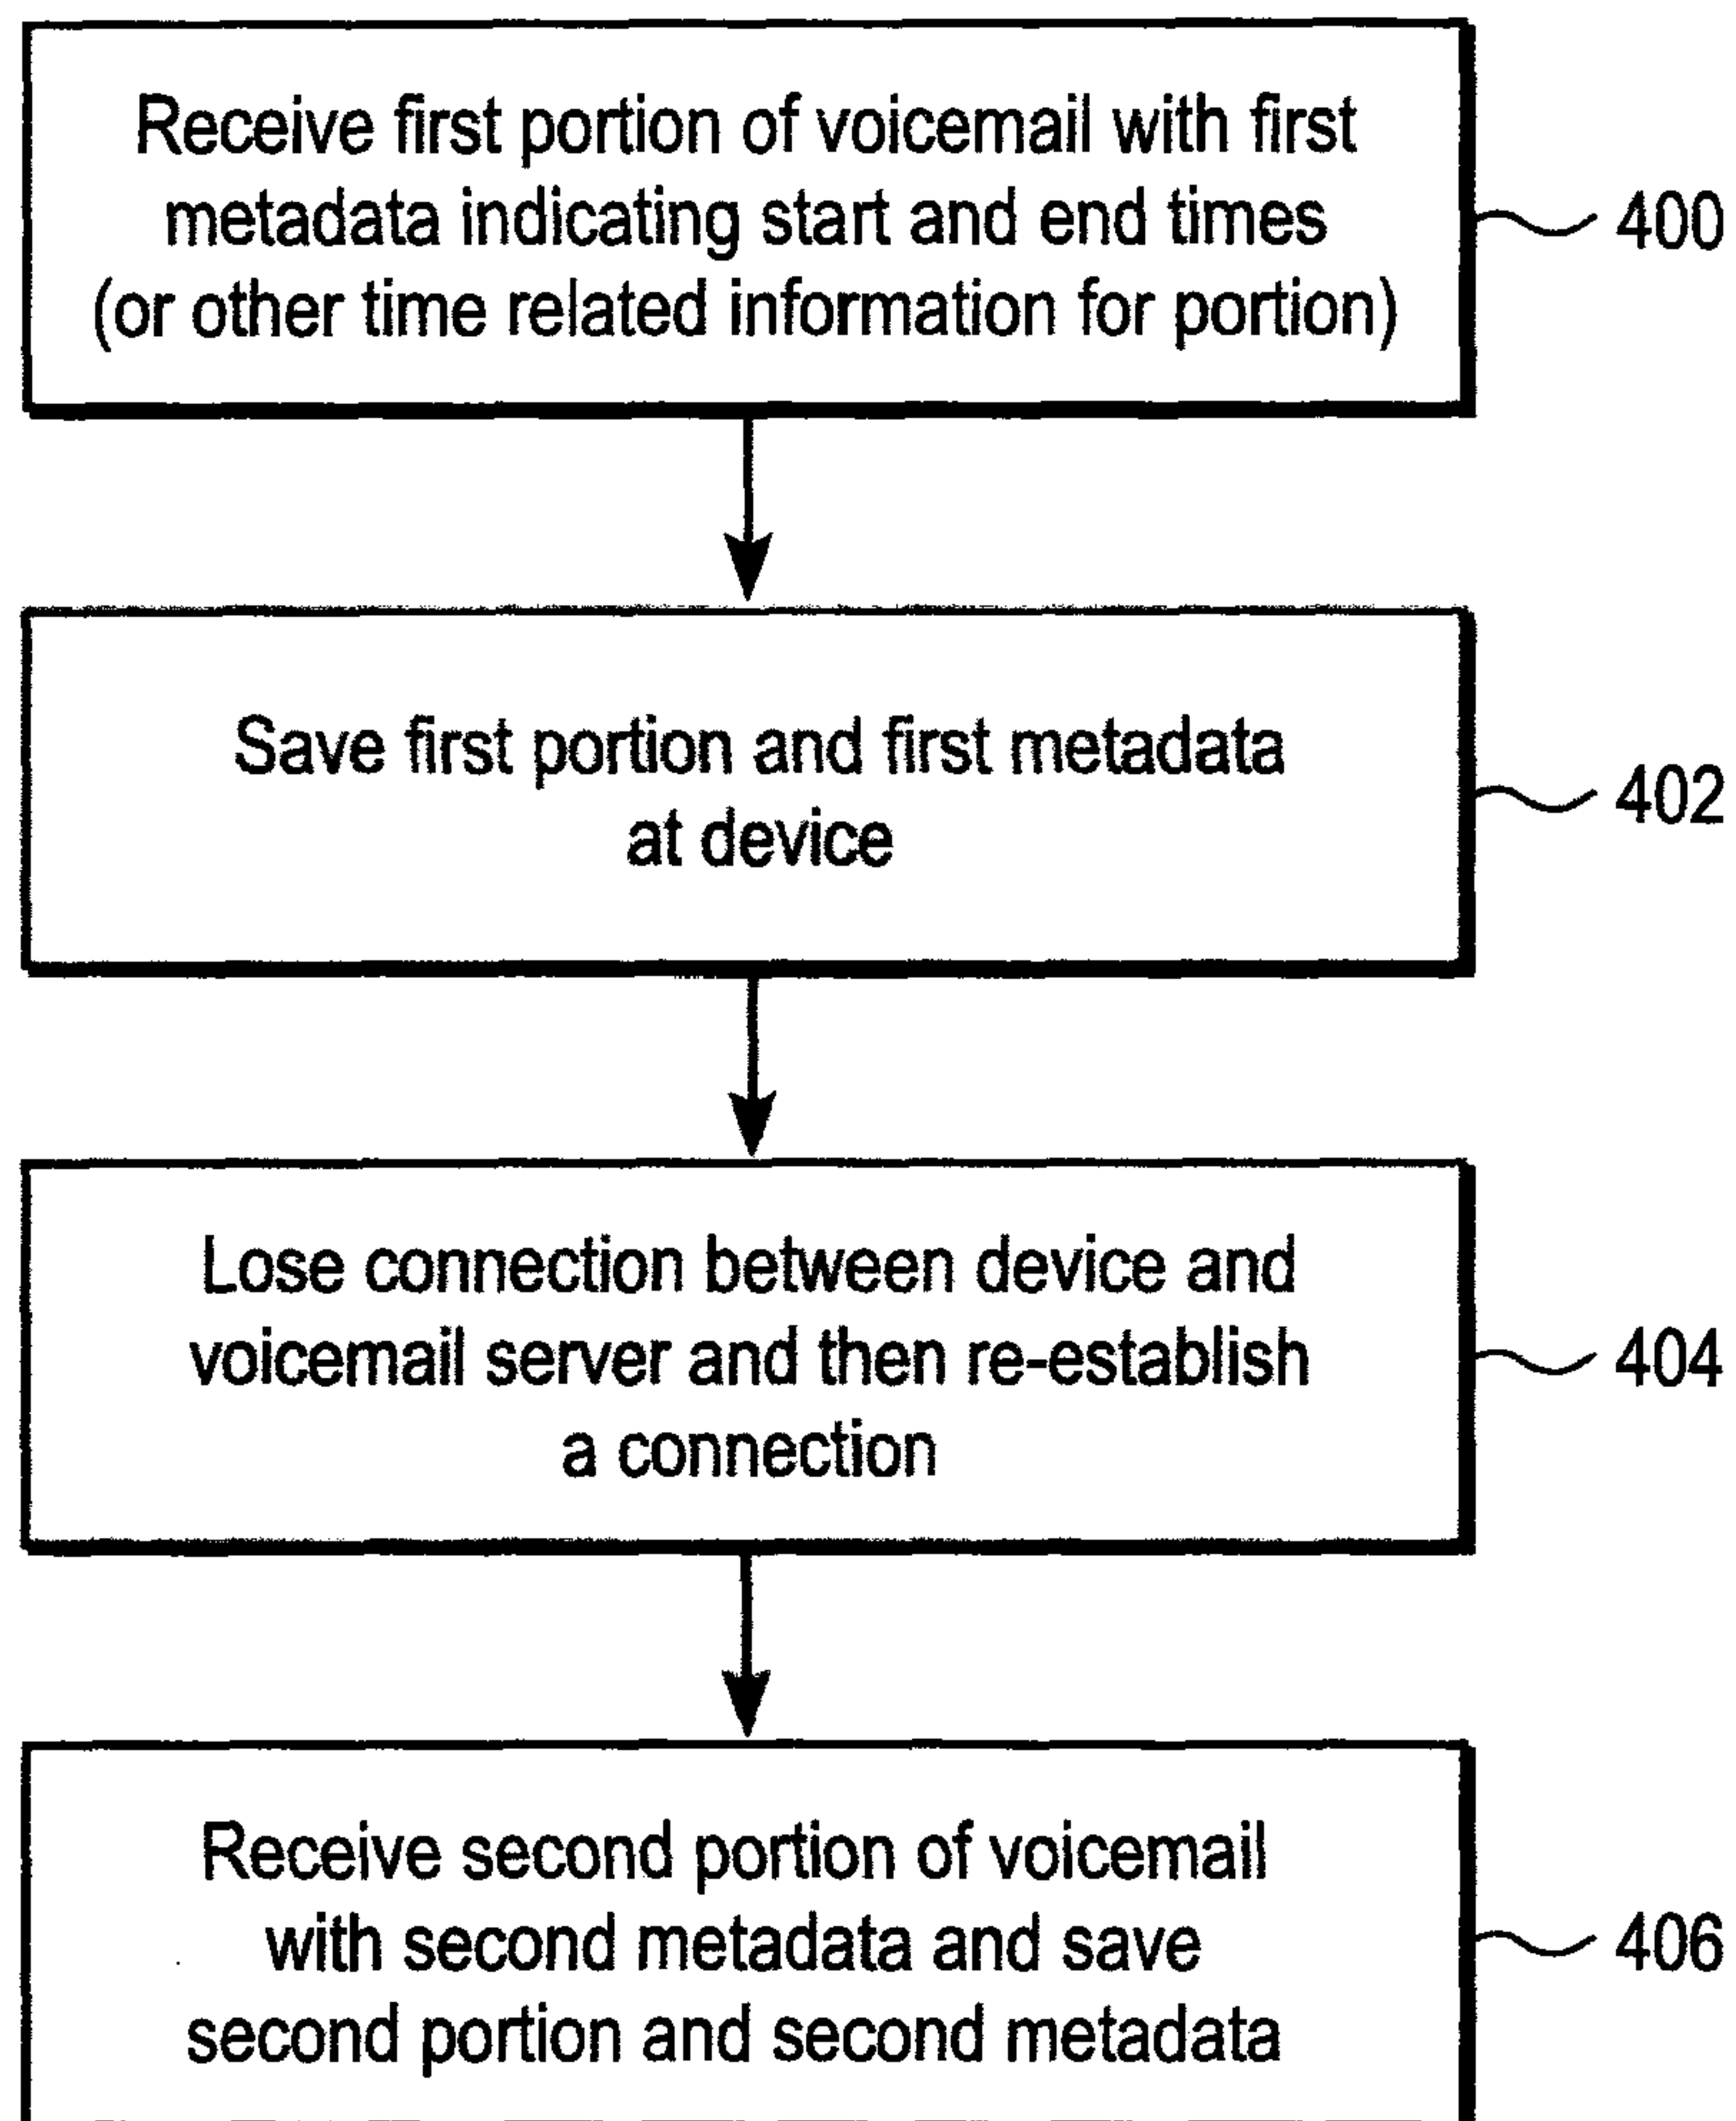 Receive first portion of voicemail with first
metadata indicating start and end times
(or other time related information for portion)
400
Save first portion and first metadata
at device
402
Lose connection between device and
voicemail server and then re-establish
a connection
404
Receive second portion of voicemail
with second metadata and save
second portion and second metadata
406